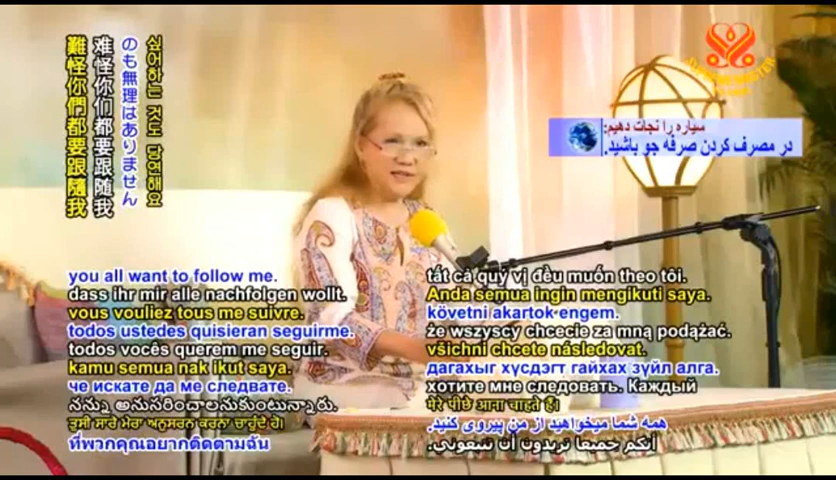 難怪你們都要跟隨我
难怪你们都要跟随我
のも無理はありません
싶어하는 것도 당연해요
SUPREME MASTER
سیاره را نجات دهیم:
در مصرف کردن صرفه جو باشید.
you all want to follow me.
dass ihr mir alle nachfolgen wollt.
vous vouliez tous me suivre.
todos ustedes quisieran seguirme.
todos vocês querem me seguir.
kamu semua nak ikut saya.
че искате да ме следвате.
నన్ను అనుసరించాలనుకుంటున్నారు.
ਤੁਸੀ ਸਾਰੇ ਮੇਰਾ ਅਨੁਸਰਨ ਕਰਨਾ ਚਾਹੁੰਦੇ ਹੋ।
ที่พวกคุณอยากติดตามฉัน
tất cả quý vị đều muốn theo tôi.
Anda semua ingin mengikuti saya.
követni akartok engem.
że wszyscy chcecie za mną podążać.
všichni chcete následovat.
дагахыг хүсдэгт гайхах зүйл алга.
хотите мне следовать. Каждый
मेरे पीछे आना चाहते हैं।
همه شما میخواهید از من پیروی کنید.
أنكم جميعا تريدون أن تتبعوني.